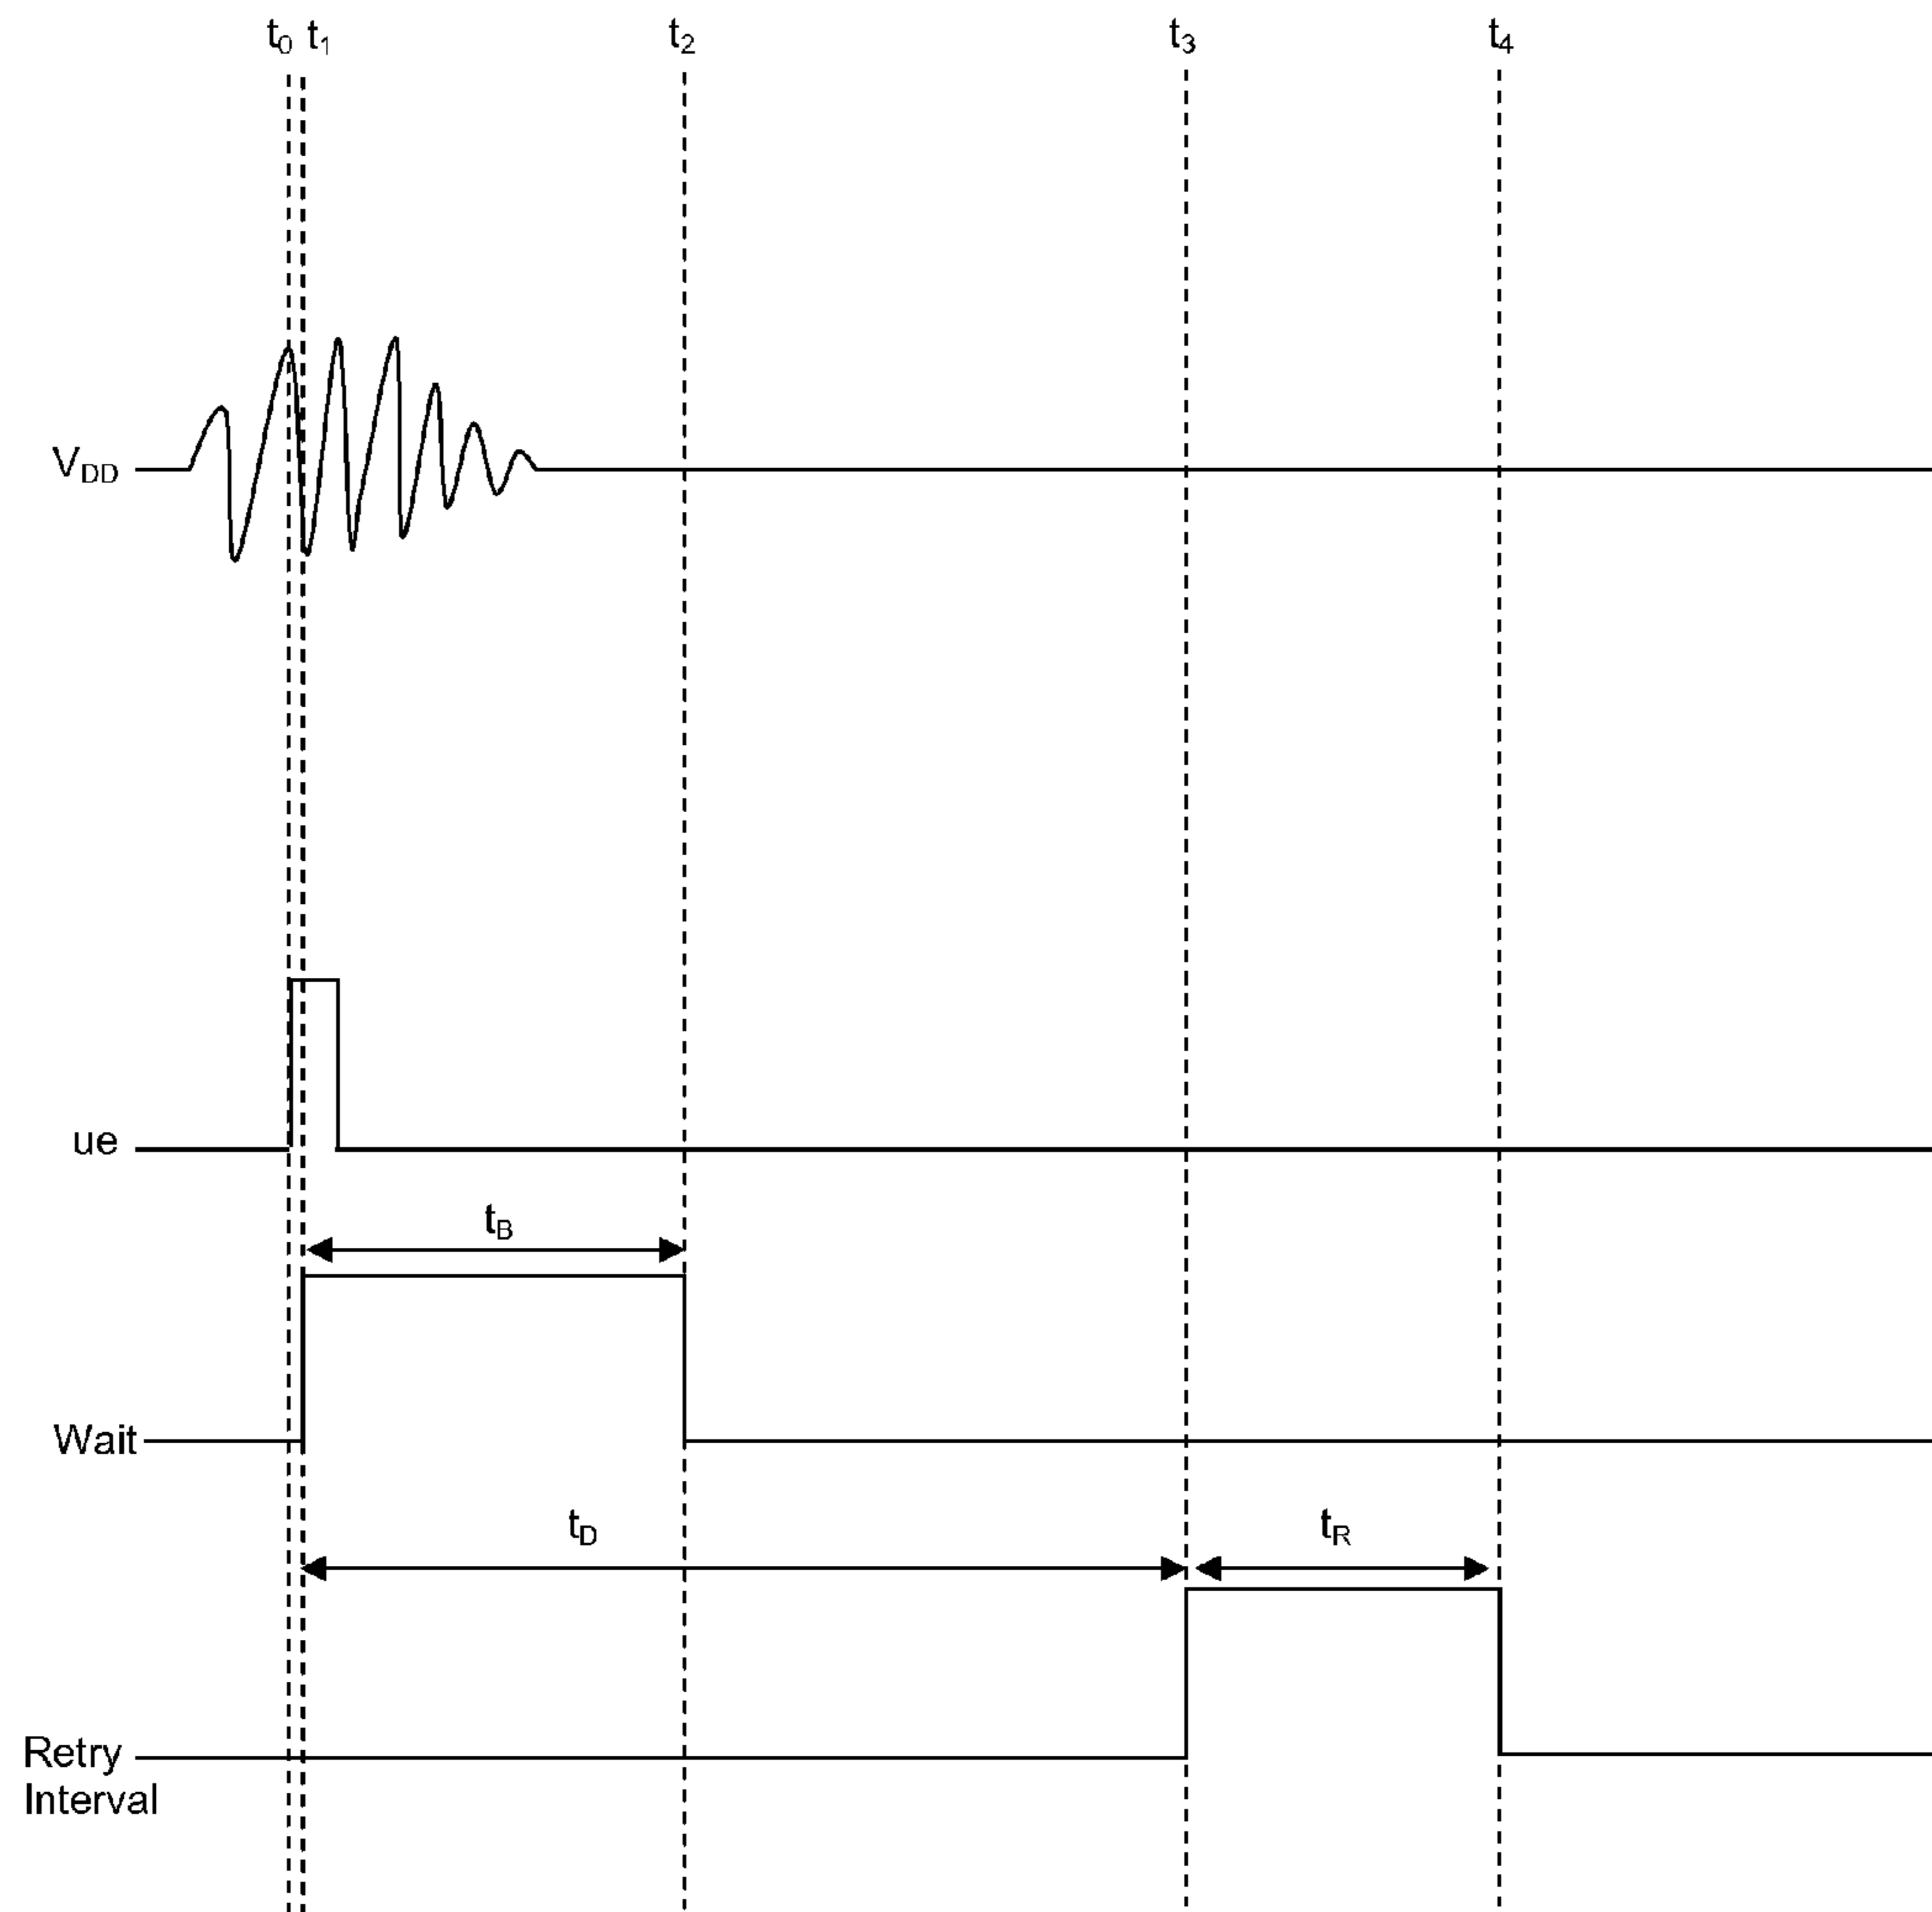 t0 t1 t2 t3 t4
VDD
ue
tB
Wait
tD tR
Retry
Interval